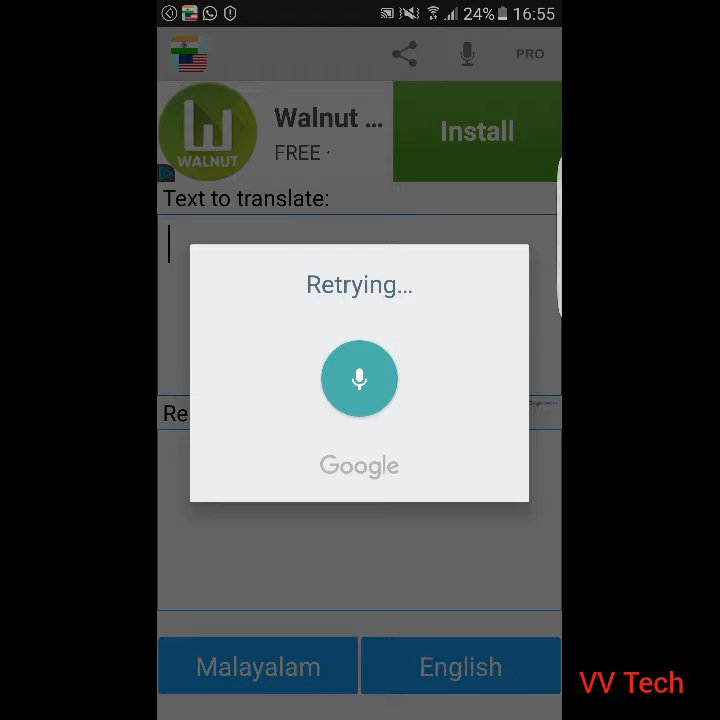 24% 16:55
PRO
WALNUT
Walnut ...
FREE ·
Install
Text to translate:
Retrying...
Re
Google
Malayalam
English
VV Tech